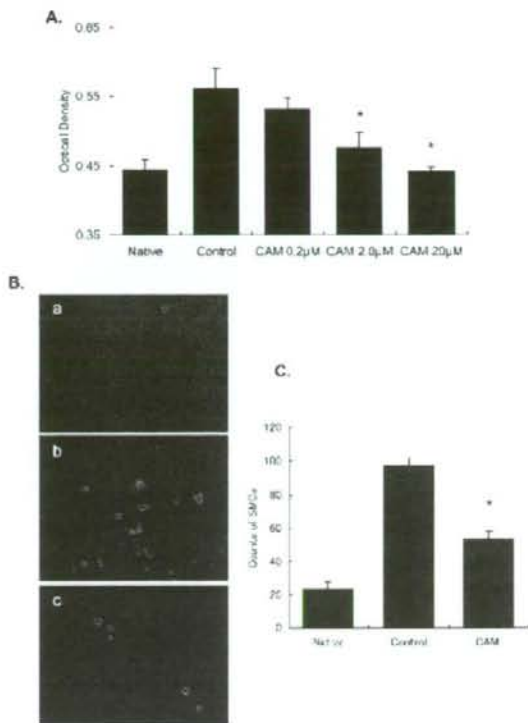 A.
0.65
0.55
0.45
0.35
Optical Density
Native Control CAM 0.2μM CAM 2.0μM CAM 20μM
* *
B.
a
b
c
C.
120
100
80
60
40
20
0
Counts of SMCs
*
Native Control CAM